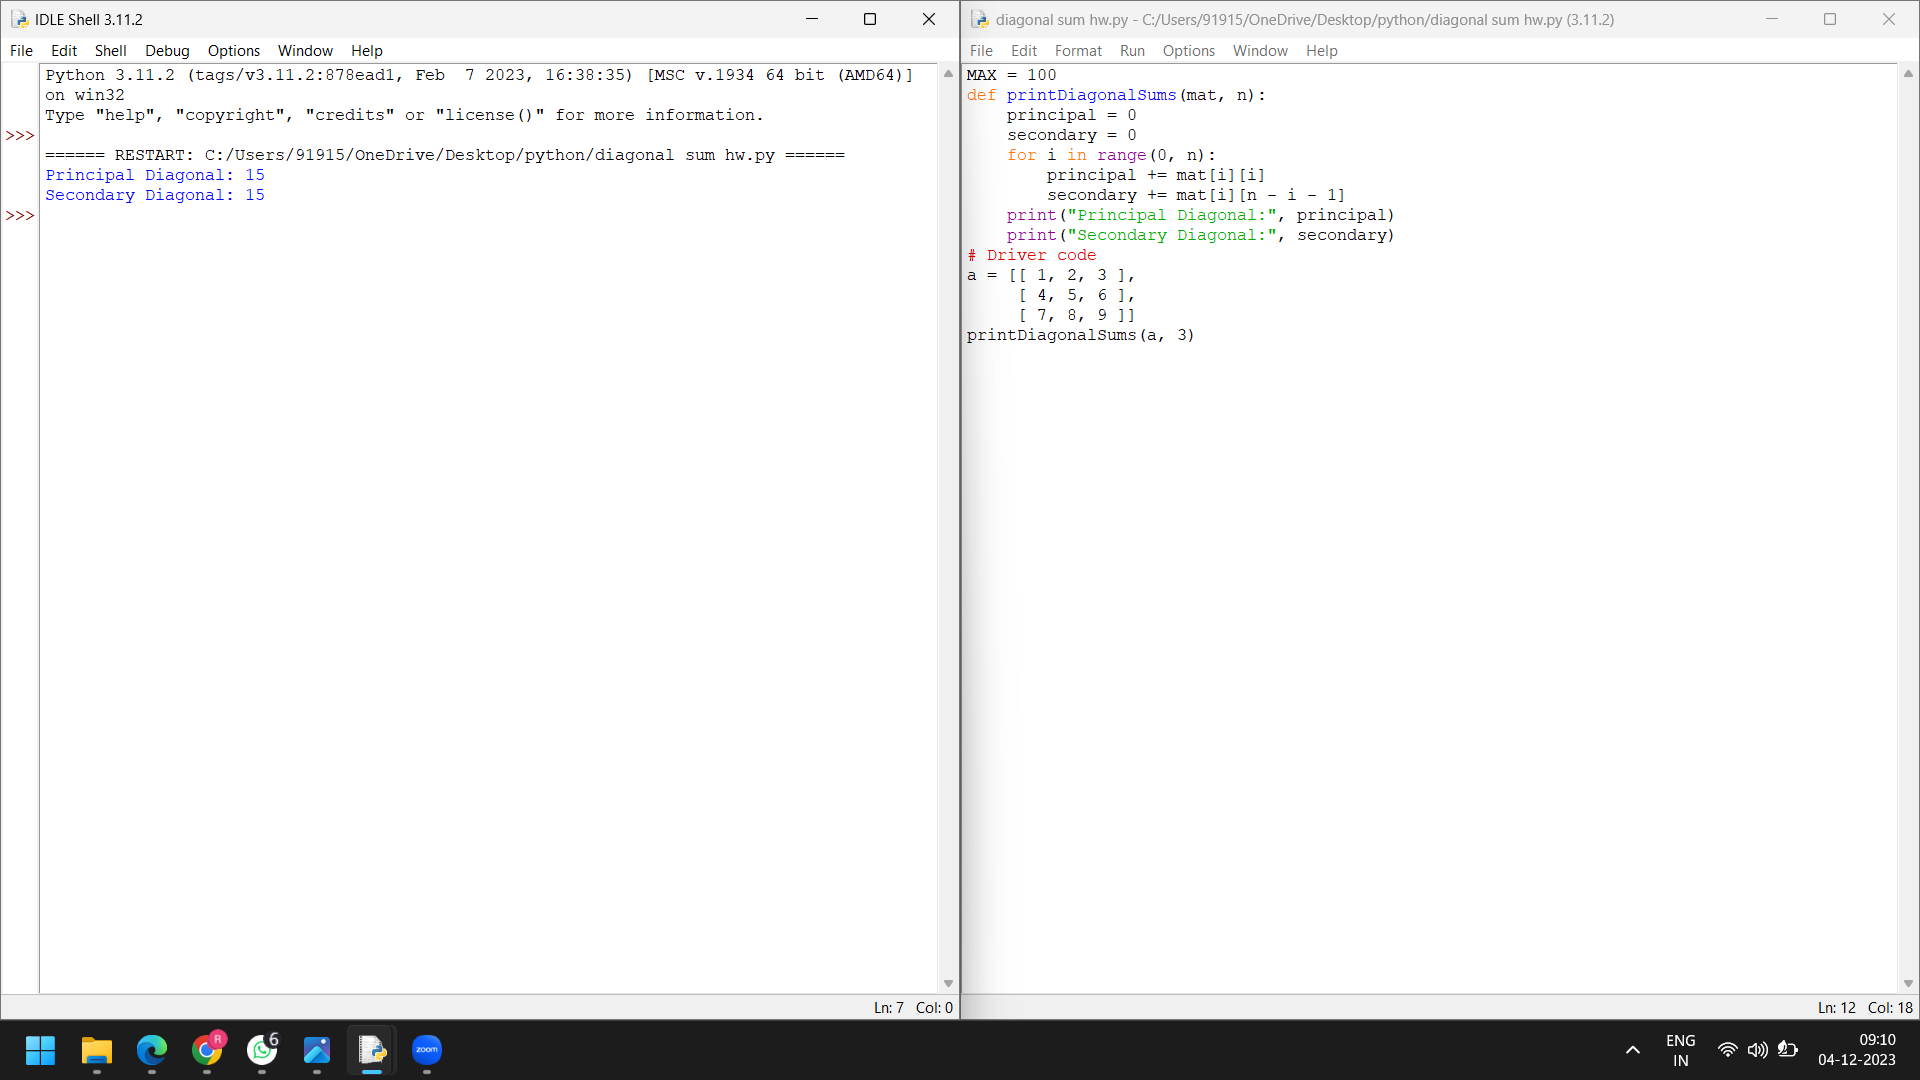 IDLE Shell 3.11.2
File Edit Shell Debug Options Window Help
Python 3.11.2 (tags/v3.11.2:878ead1, Feb  7 2023, 16:38:35) [MSC v.1934 64 bit (AMD64)]
on win32
Type "help", "copyright", "credits" or "license()" for more information.
>>>
====== RESTART: C:/Users/91915/OneDrive/Desktop/python/diagonal sum hw.py ======
Principal Diagonal: 15
Secondary Diagonal: 15
>>>
Ln: 7 Col: 0
diagonal sum hw.py - C:/Users/91915/OneDrive/Desktop/python/diagonal sum hw.py (3.11.2)
File Edit Format Run Options Window Help
MAX = 100
def printDiagonalSums(mat, n):
    principal = 0
    secondary = 0
    for i in range(0, n):
        principal += mat[i][i]
        secondary += mat[i][n - i - 1]
    print("Principal Diagonal:", principal)
    print("Secondary Diagonal:", secondary)
# Driver code
a = [[ 1, 2, 3 ],
     [ 4, 5, 6 ],
     [ 7, 8, 9 ]]
printDiagonalSums(a, 3)
Ln: 12 Col: 18
R
6
zoom
ENG
IN
09:10
04-12-2023